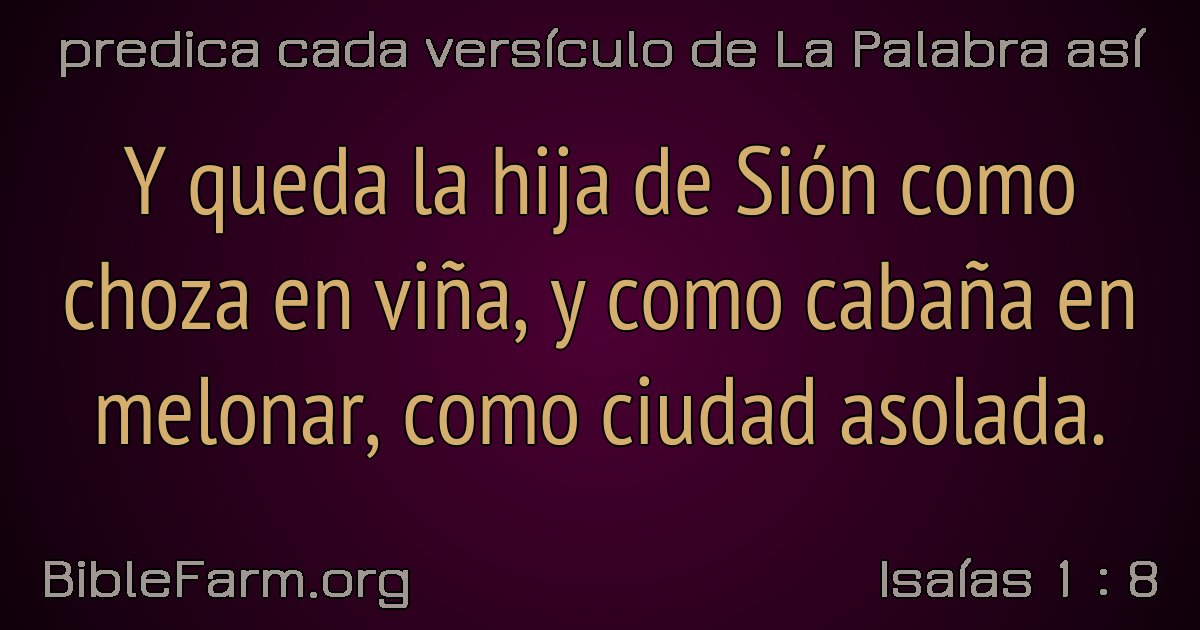 predica cada versículo de La Palabra así
Y queda la hija de Sión como
choza en viña, y como cabaña en
melonar, como ciudad asolada.
BibleFarm.org
Isaías 1 : 8